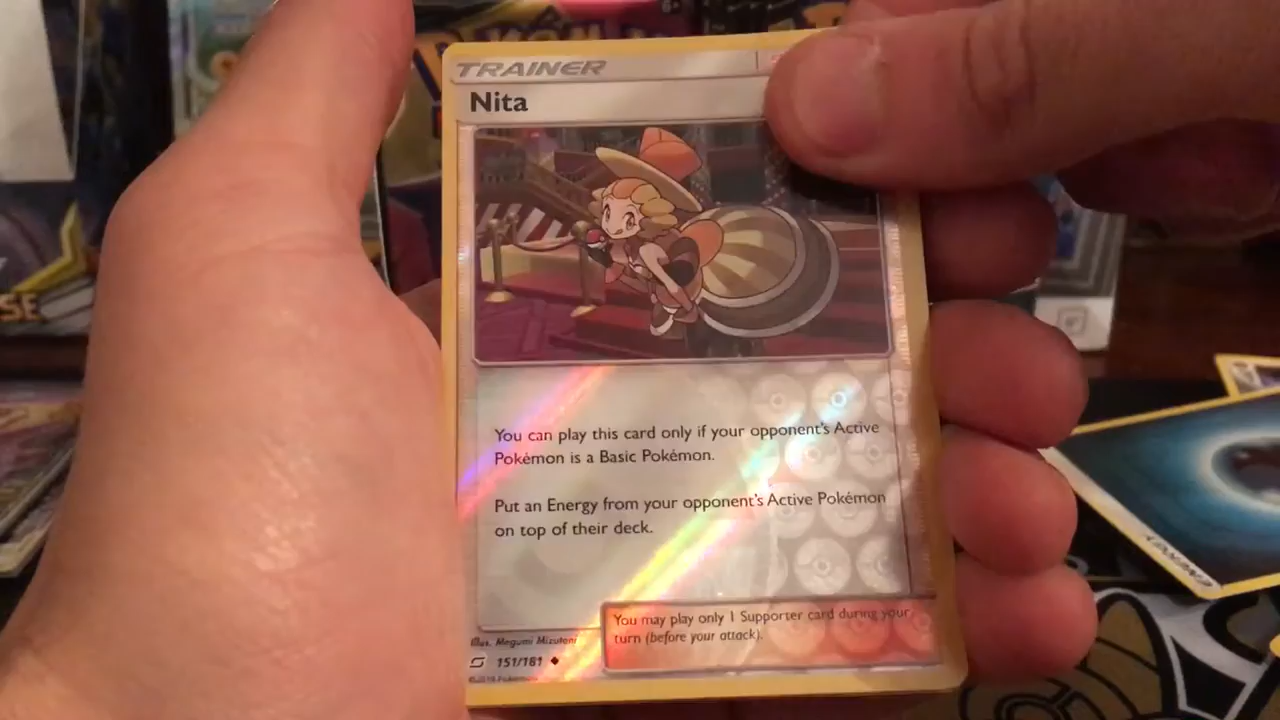 TRAINER
Nita
You can play this card only if your opponent's Active
Pokémon is a Basic Pokémon.
Put an Energy from your opponent's Active Pokémon
on top of their deck.
You may play only 1 Supporter card during your
turn (before your attack).
Illus. Megumi Mizutani
151/181
ENERGY
SE